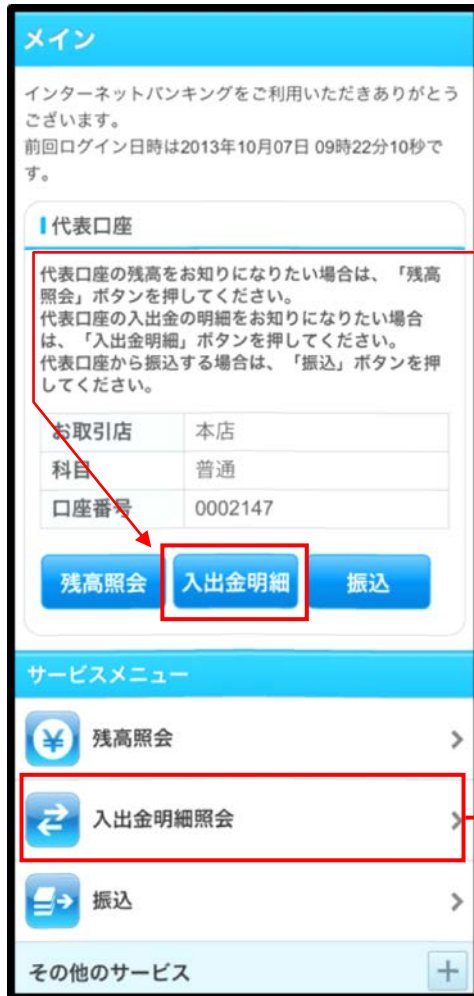 メイン
インターネットバンキングをご利用いただきありがとう
ございます。
前回ログイン日時は2013年10月07日 09時22分10秒で
す。
代表口座
代表口座の残高をお知りになりたい場合は、「残高
照会」ボタンを押してください。
代表口座の入出金の明細をお知りになりたい場合
は、「入出金明細」ボタンを押してください。
代表口座から振込する場合は、「振込」ボタンを押
してください。
お取引店 本店
科目 普通
口座番号 0002147
残高照会 入出金明細 振込
サービスメニュー
残高照会
入出金明細照会
振込
その他のサービス